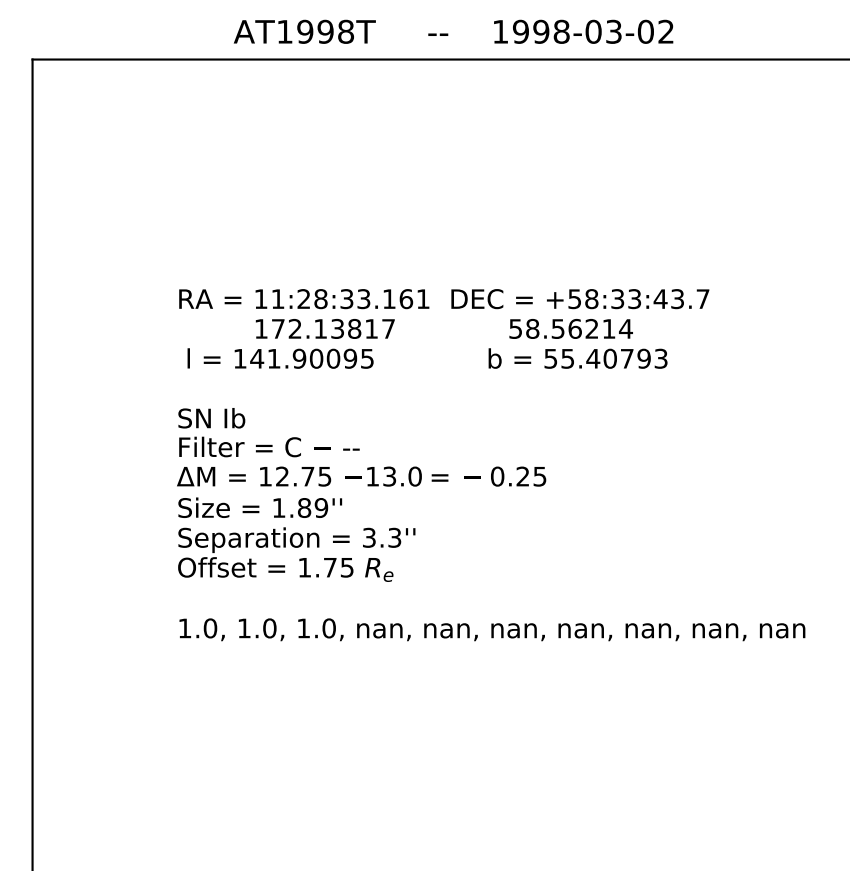 AT1998T -- 1998-03-02
RA = 11:28:33.161 DEC = +58:33:43.7
172.13817 58.56214
l = 141.90095 b = 55.40793
SN Ib
Filter = C − --
ΔM = 12.75 −13.0 = − 0.25
Size = 1.89''
Separation = 3.3''
Offset = 1.75 Rₑ
1.0, 1.0, 1.0, nan, nan, nan, nan, nan, nan, nan